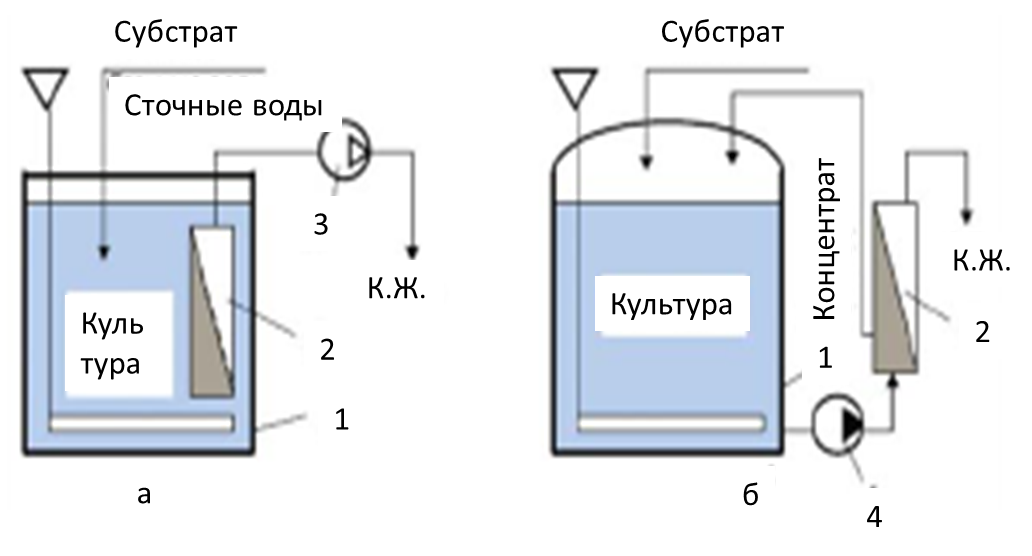 Субстрат
Сточные воды
3
К.Ж.
Куль
тура
2
1
а
Субстрат
Концентрат
К.Ж.
Культура
2
1
4
б